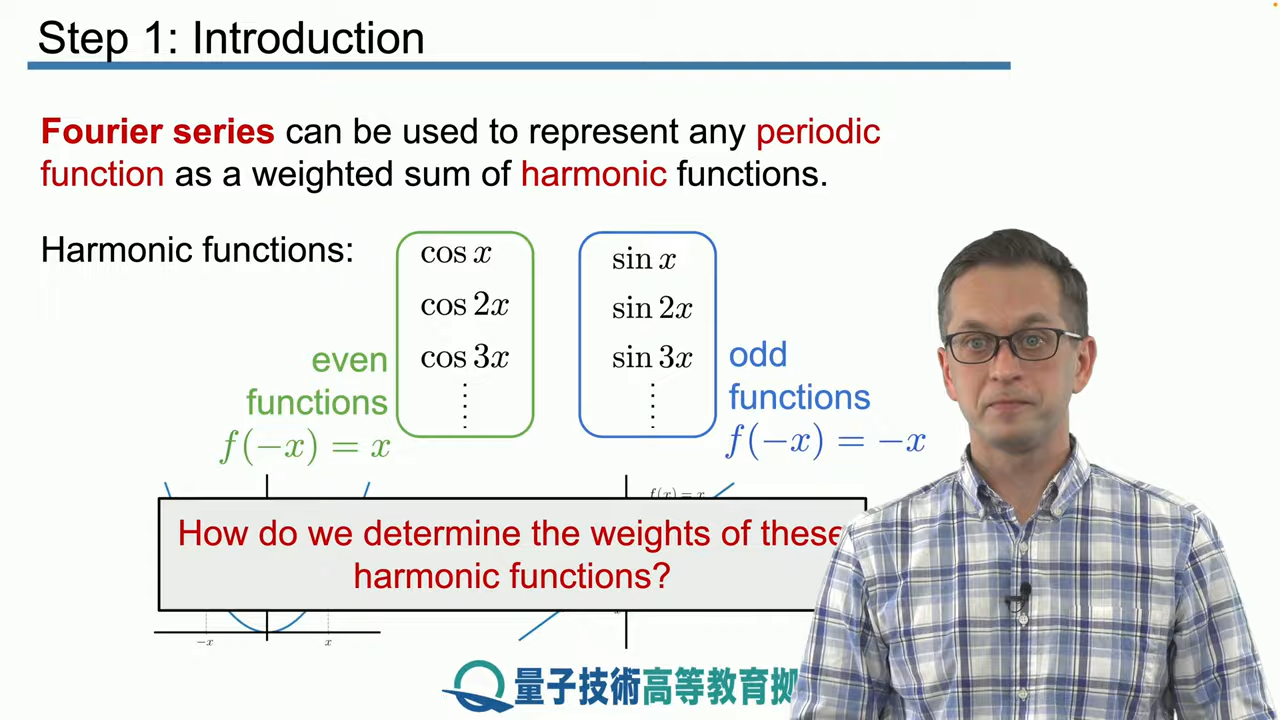 Step 1: Introduction
Fourier series can be used to represent any periodic
function as a weighted sum of harmonic functions.
Harmonic functions:
cos x
cos 2x
cos 3x
⋮
sin x
sin 2x
sin 3x
⋮
even
functions
f(−x) = x
odd
functions
f(−x) = −x
f(x) = x
How do we determine the weights of these
harmonic functions?
−x
x
量子技術高等教育拠